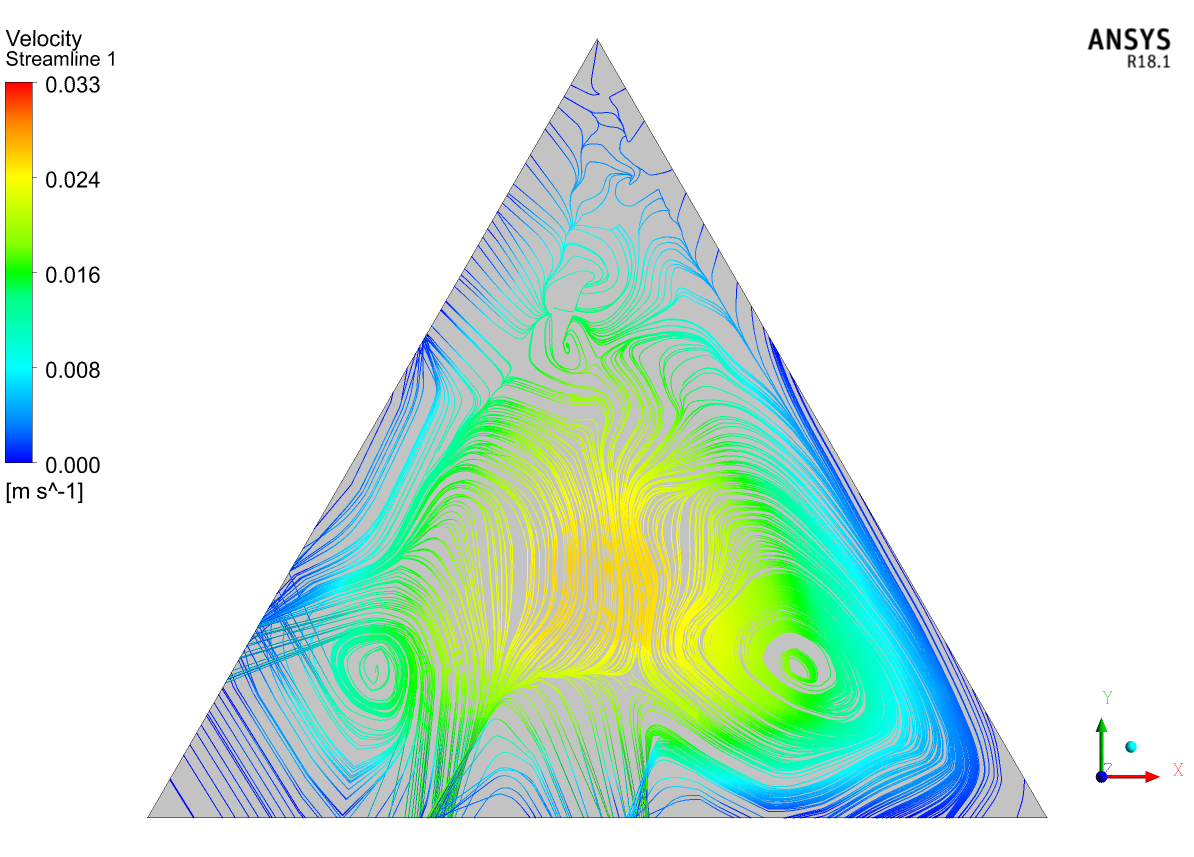 Velocity
Streamline 1
0.033
0.024
0.016
0.008
0.000
[m s^-1]
ANSYS
R18.1
Y
Z
X